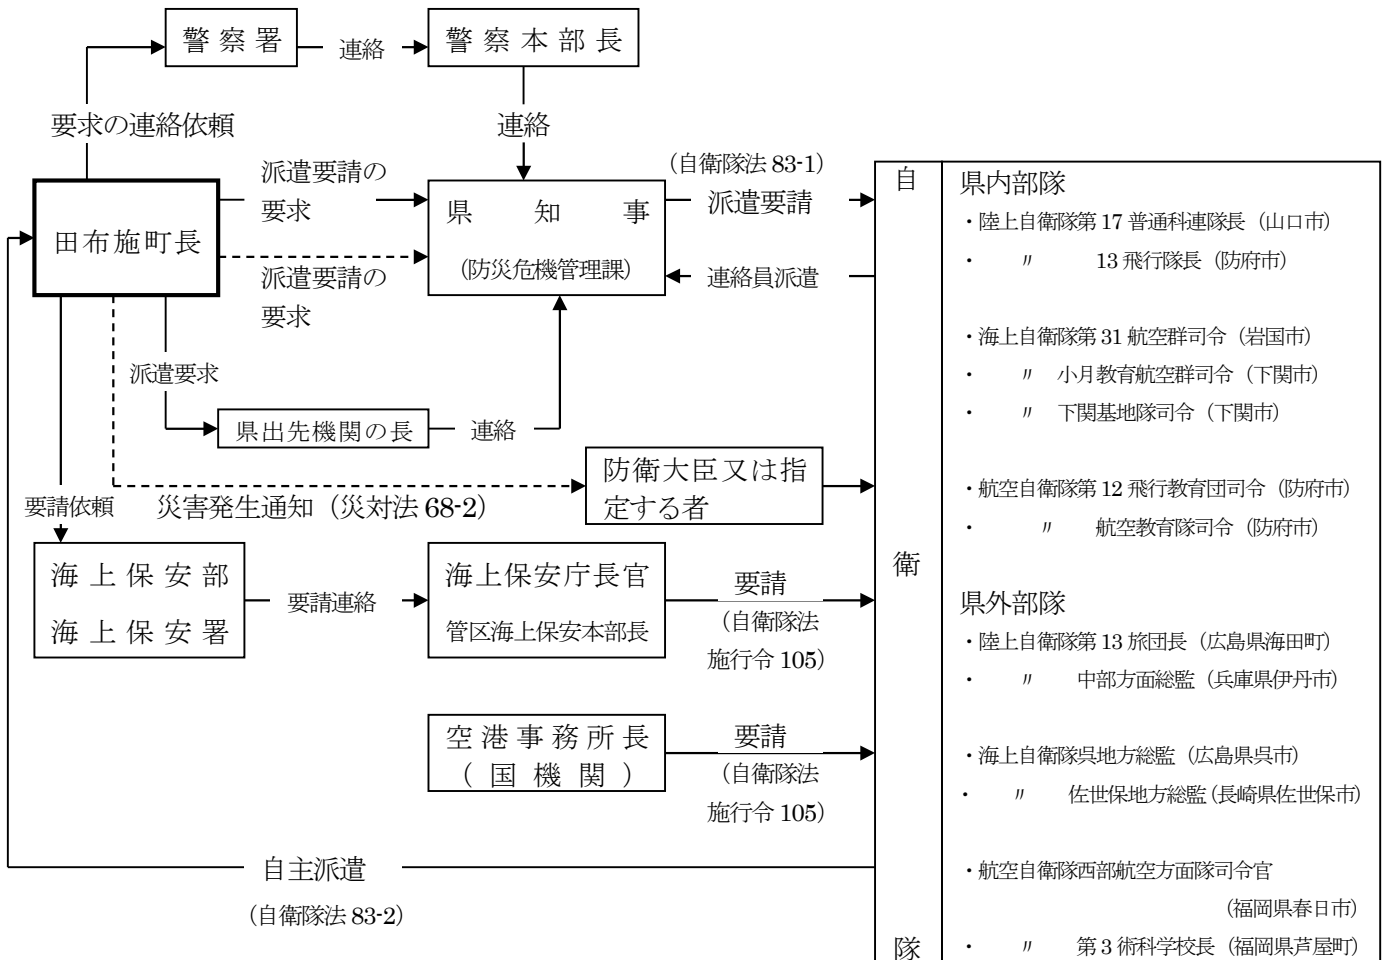 警察署
連絡
警察本部長
要求の連絡依頼
連絡
派遣要請の
要求
(自衛隊法 83-1)
派遣要請
田布施町長
県知事
(防災危機管理課)
派遣要請の
要求
連絡員派遣
派遣要求
県出先機関の長
連絡
要請依頼
災害発生通知（災対法 68-2）
防衛大臣又は指
定する者
海上保安部
海上保安署
要請連絡
海上保安庁長官
管区海上保安本部長
要請
（自衛隊法
施行令 105）
空港事務所長
（国機関）
要請
（自衛隊法
施行令 105）
自主派遣
（自衛隊法 83-2）
自
衛
隊
県内部隊
・陸上自衛隊第 17 普通科連隊長（山口市）
・ 〃 13 飛行隊長（防府市）
・海上自衛隊第 31 航空群司令（岩国市）
・ 〃 小月教育航空群司令（下関市）
・ 〃 下関基地隊司令（下関市）
・航空自衛隊第 12 飛行教育団司令（防府市）
・ 〃 航空教育隊司令（防府市）
県外部隊
・陸上自衛隊第 13 旅団長（広島県海田町）
・ 〃 中部方面総監（兵庫県伊丹市）
・海上自衛隊呉地方総監（広島県呉市）
・ 〃 佐世保地方総監（長崎県佐世保市）
・航空自衛隊西部航空方面隊司令官
（福岡県春日市）
・ 〃 第 3 術科学校長（福岡県芦屋町）